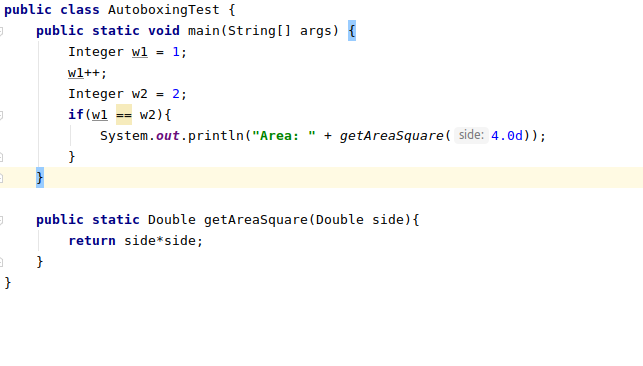 public class AutoboxingTest {
    public static void main(String[] args) {
        Integer w1 = 1;
        w1++;
        Integer w2 = 2;
        if(w1 == w2){
            System.out.println("Area: " + getAreaSquare( side: 4.0d));
        }
    }

    public static Double getAreaSquare(Double side){
        return side*side;
    }
}